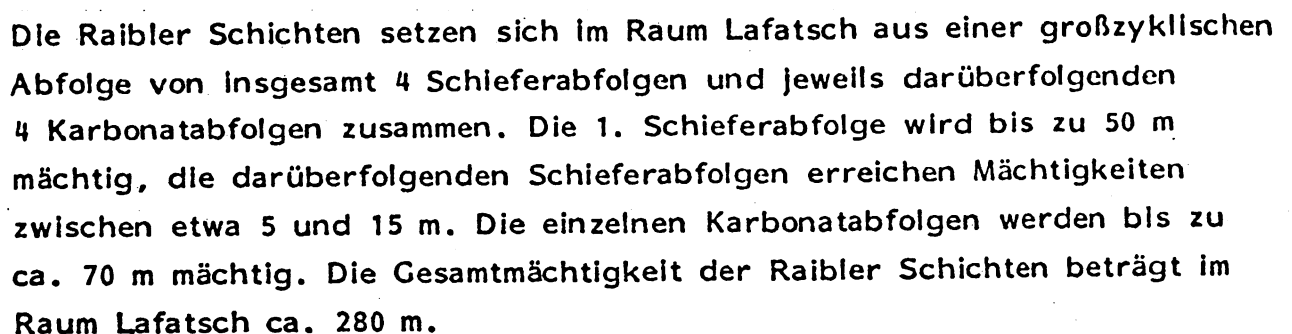 Die Raibler Schichten setzen sich im Raum Lafatsch aus einer großzyklischen
Abfolge von insgesamt 4 Schieferabfolgen und jeweils darüberfolgenden
4 Karbonatabfolgen zusammen. Die 1. Schieferabfolge wird bis zu 50 m
mächtig, die darüberfolgenden Schieferabfolgen erreichen Mächtigkeiten
zwischen etwa 5 und 15 m. Die einzelnen Karbonatabfolgen werden bis zu
ca. 70 m mächtig. Die Gesamtmächtigkeit der Raibler Schichten beträgt im
Raum Lafatsch ca. 280 m.